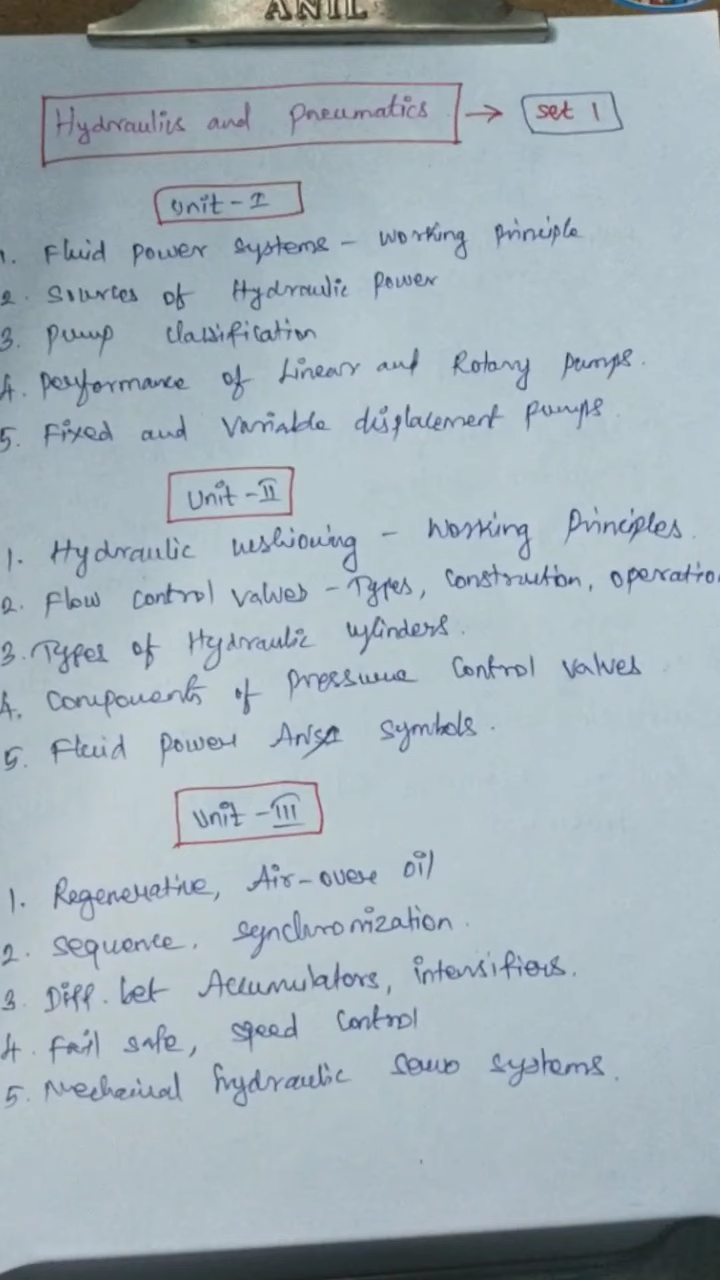 ANIL
Hydraulics and Pneumatics → set 1
Unit - I
1. Fluid power systems - working principle
2. Sources of Hydraulic Power
3. Pump classification
4. Performance of Linear and Rotary pumps.
5. Fixed and Variable displacement pumps.
Unit - II
1. Hydraulic cushioning - Working Principles.
2. Flow control valves - Types, construction, operation
3. Types of Hydraulic cylinders.
4. Components of pressure control valves
5. Fluid power ANSI symbols.
Unit - III
1. Regenerative, Air-over oil
2. Sequence, synchronization.
3. Diff. bet Accumulators, intensifiers.
4. Fail safe, speed control
5. Mechanical hydraulic servo systems.